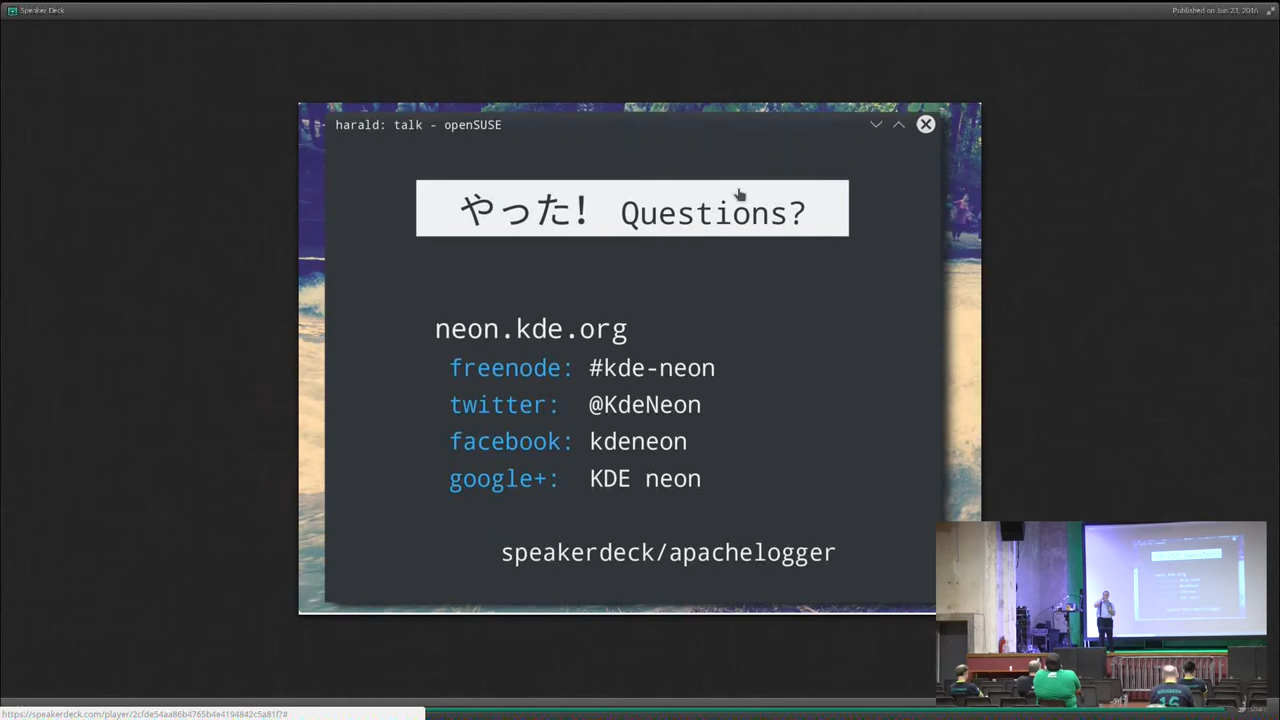 Speaker Deck
Published on Jun 23, 2016
harald: talk - openSUSE
やった! Questions?
neon.kde.org
freenode: #kde-neon
twitter: @KdeNeon
facebook: kdeneon
google+: KDE neon
speakerdeck/apachelogger
https://speakerdeck.com/player/2cfde54aa86b4765b4e4194842c5a81f?#